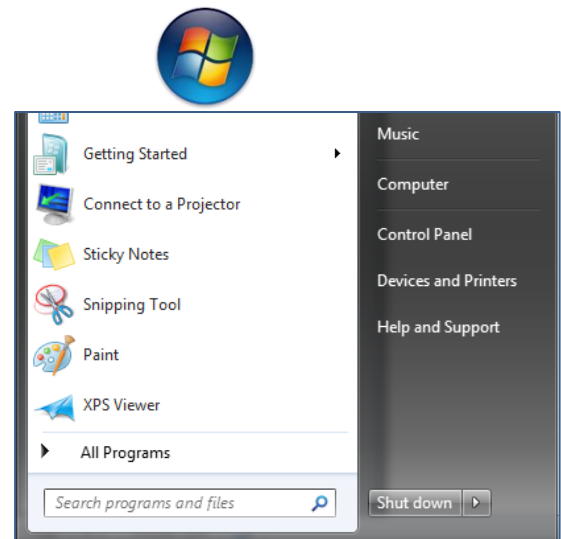 Getting Started
Connect to a Projector
Sticky Notes
Snipping Tool
Paint
XPS Viewer
All Programs
Search programs and files
Music
Computer
Control Panel
Devices and Printers
Help and Support
Shut down